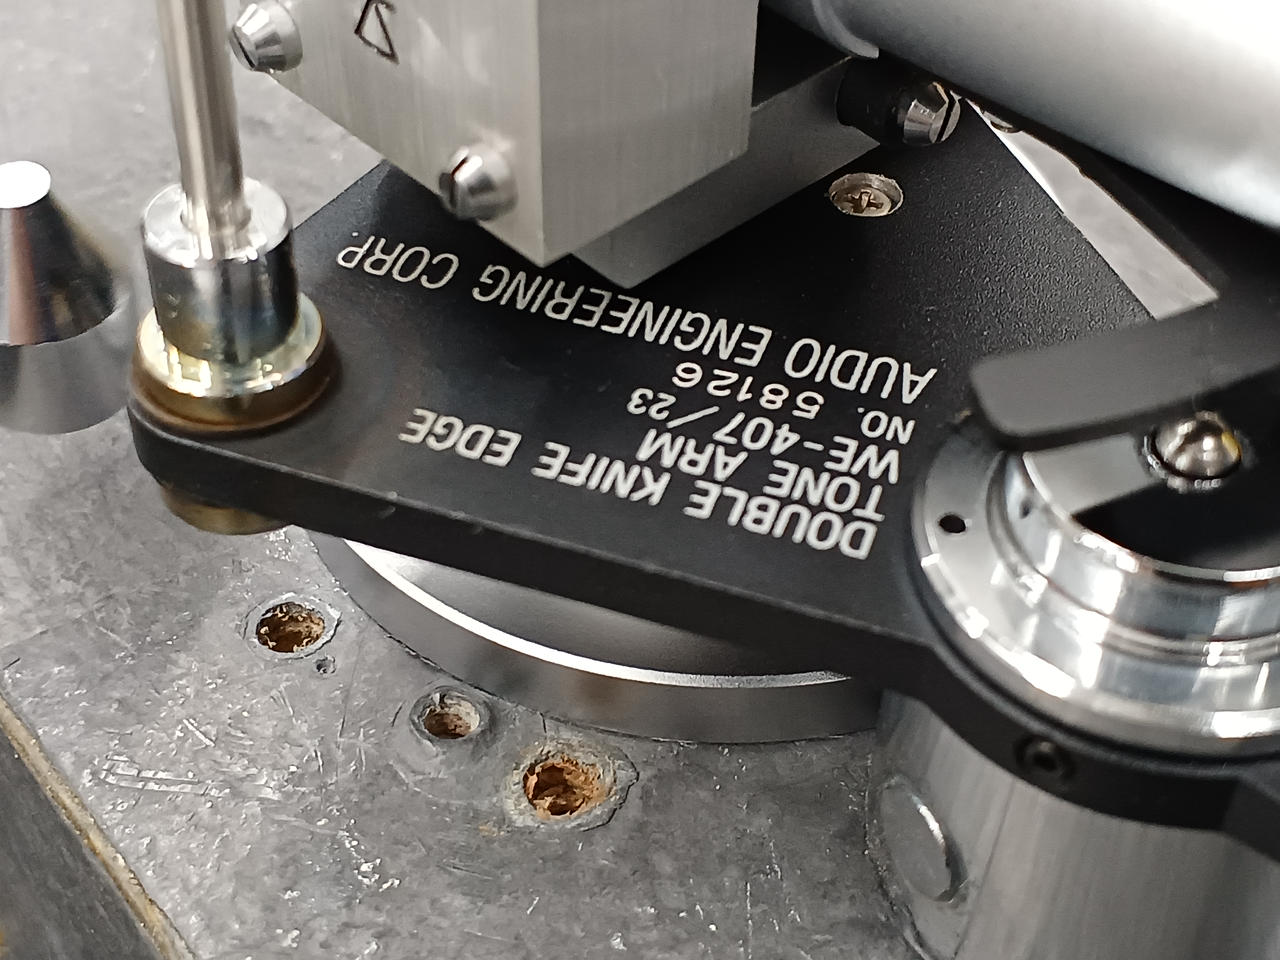 DOUBLE KNIFE EDGE
TONE ARM
WE-407/23
NO. 58126
AUDIO ENGINEERING CORP